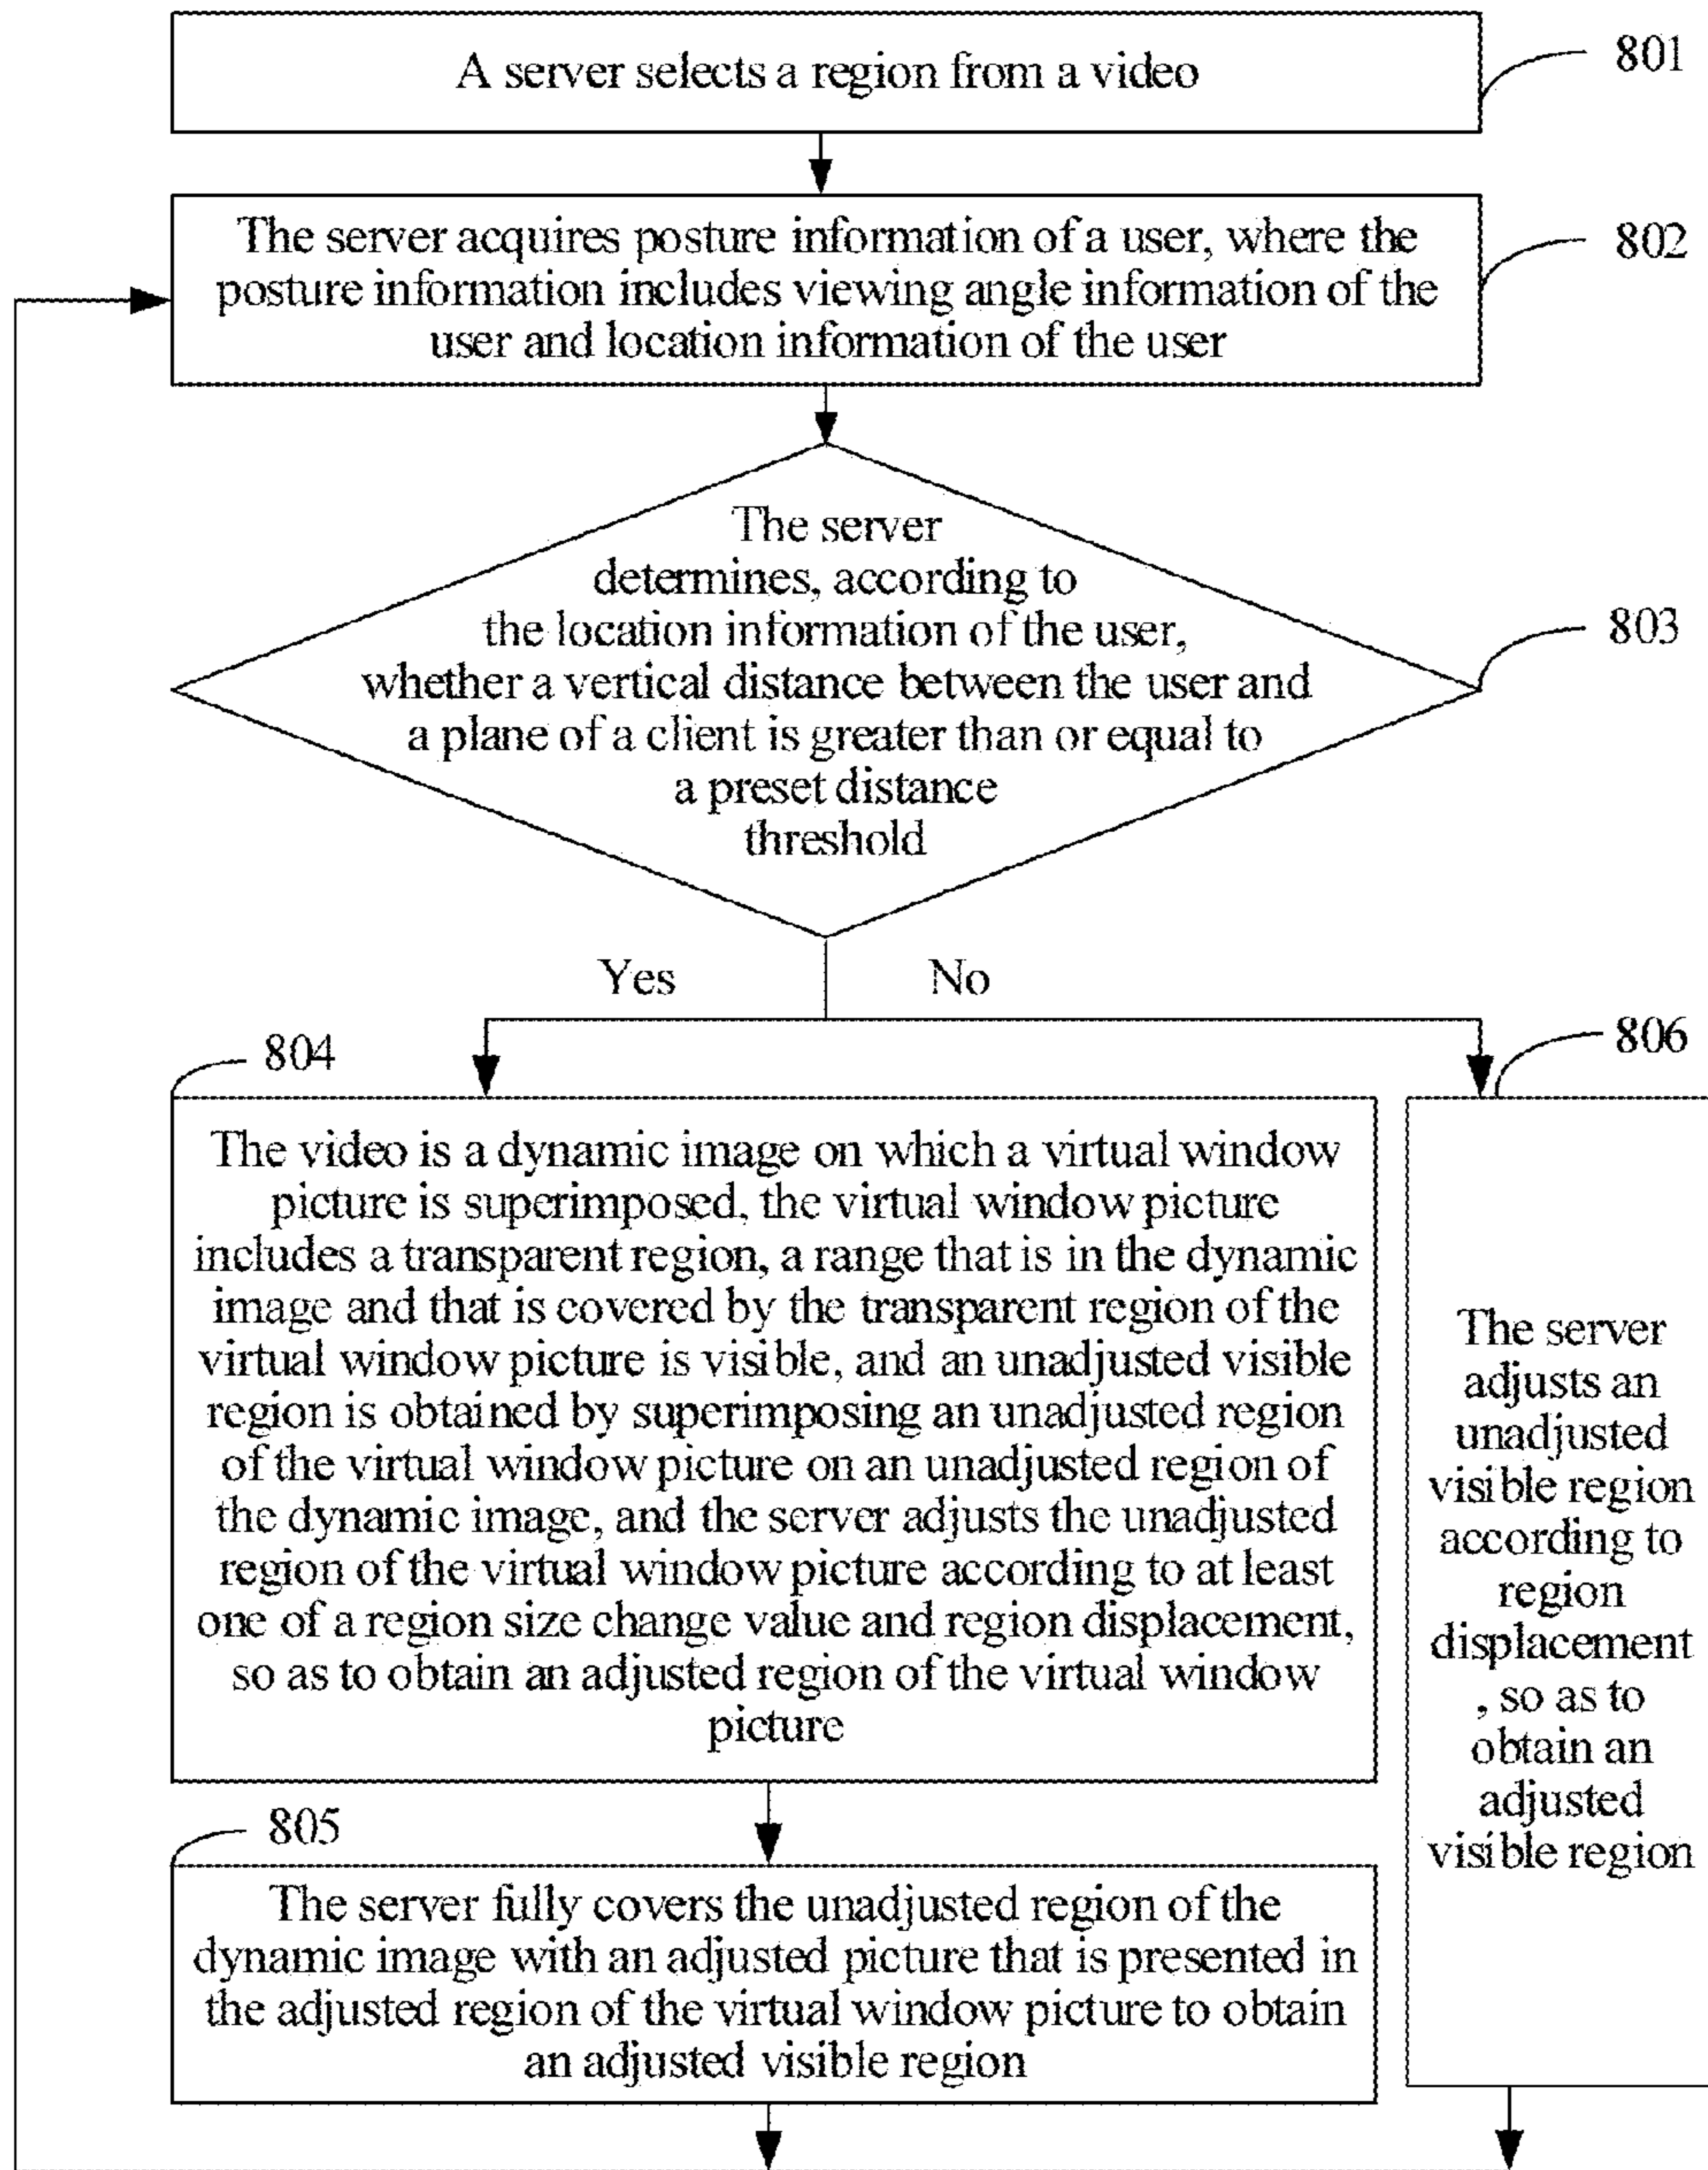 A server selects a region from a video
801
The server acquires posture information of a user, where the
posture information includes viewing angle information of the
user and location information of the user
802
The server
determines, according to
the location information of the user,
whether a vertical distance between the user and
a plane of a client is greater than or equal to
a preset distance
threshold
803
Yes
No
804
The video is a dynamic image on which a virtual window
picture is superimposed, the virtual window picture
includes a transparent region, a range that is in the dynamic
image and that is covered by the transparent region of the
virtual window picture is visible, and an unadjusted visible
region is obtained by superimposing an unadjusted region
of the virtual window picture on an unadjusted region of
the dynamic image, and the server adjusts the unadjusted
region of the virtual window picture according to at least
one of a region size change value and region displacement,
so as to obtain an adjusted region of the virtual window
picture
806
The server
adjusts an
unadjusted
visible region
according to
region
displacement
, so as to
obtain an
adjusted
visible region
805
The server fully covers the unadjusted region of the
dynamic image with an adjusted picture that is presented in
the adjusted region of the virtual window picture to obtain
an adjusted visible region